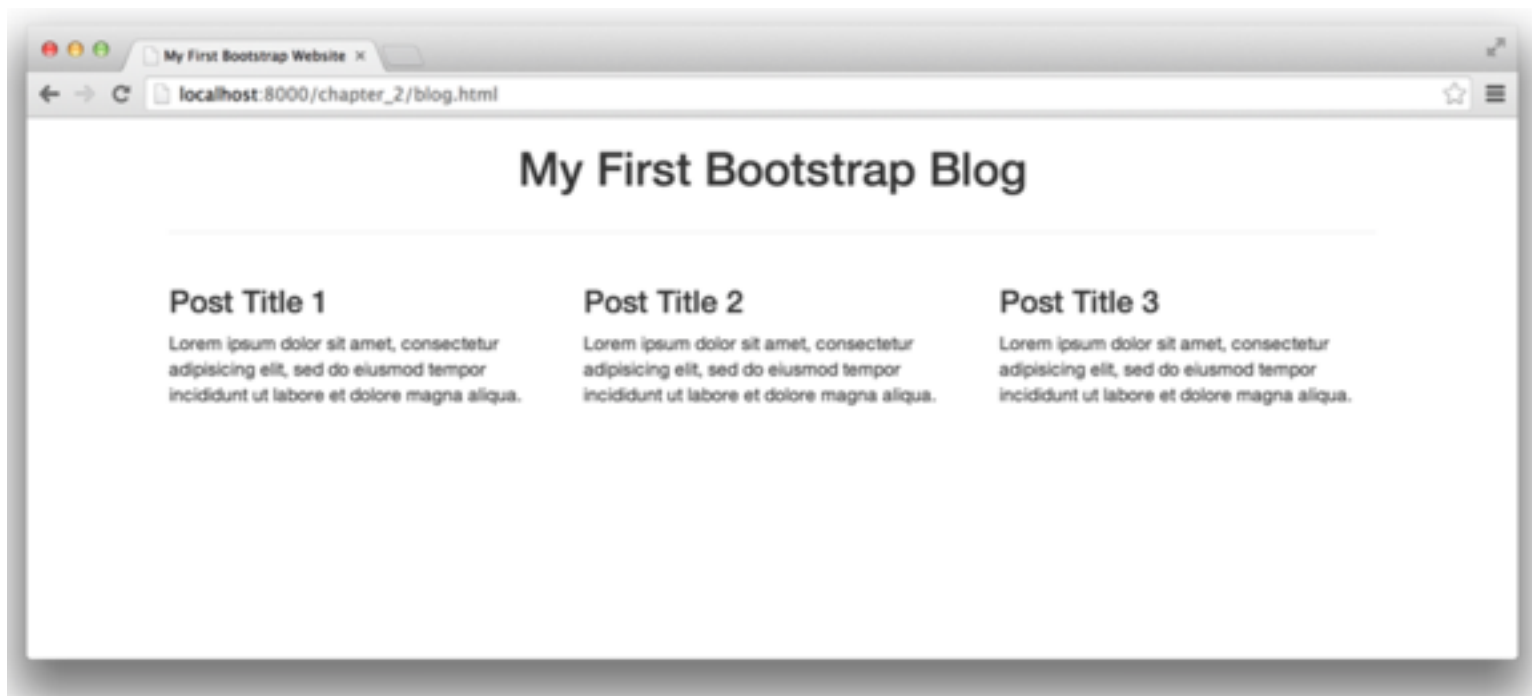 My First Bootstrap Website
localhost:8000/chapter_2/blog.html
My First Bootstrap Blog
Post Title 1
Lorem ipsum dolor sit amet, consectetur
adipisicing elit, sed do eiusmod tempor
incididunt ut labore et dolore magna aliqua.
Post Title 2
Lorem ipsum dolor sit amet, consectetur
adipisicing elit, sed do eiusmod tempor
incididunt ut labore et dolore magna aliqua.
Post Title 3
Lorem ipsum dolor sit amet, consectetur
adipisicing elit, sed do eiusmod tempor
incididunt ut labore et dolore magna aliqua.